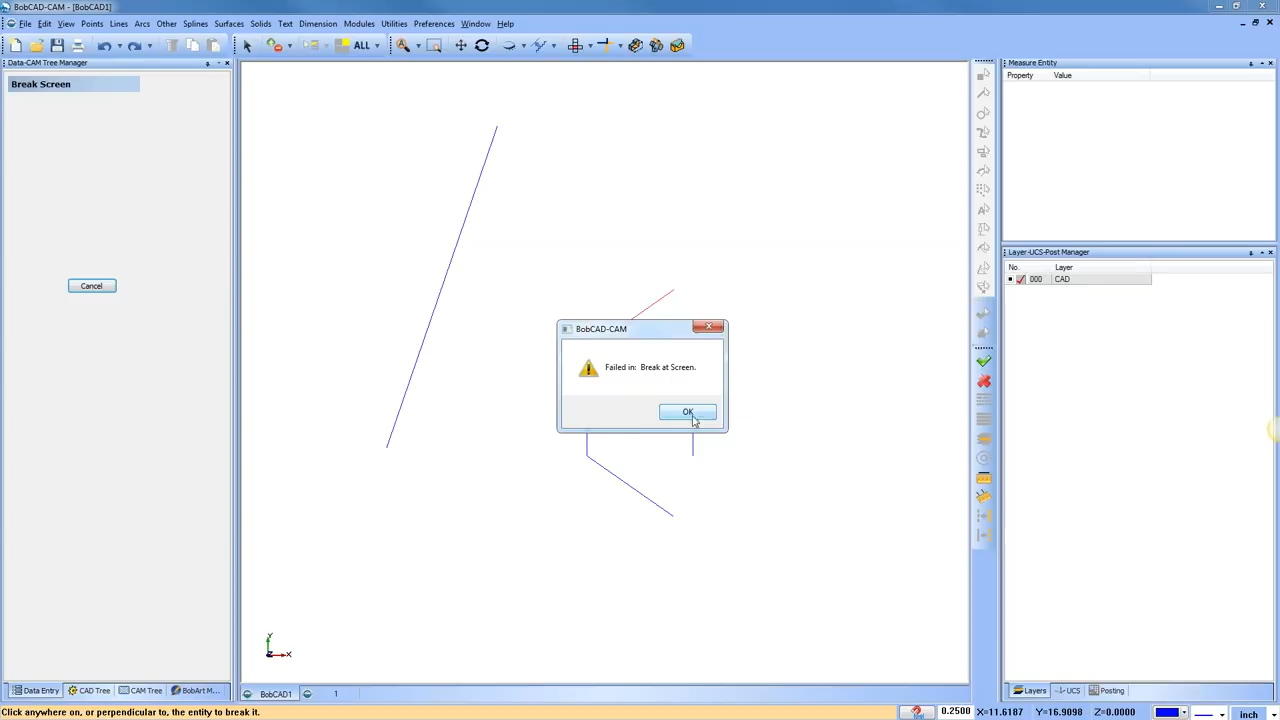 BobCAD-CAM - [BobCAD1]
File Edit View Points Lines Arcs Other Splines Surfaces Solids Text Dimension Modules Utilities Preferences Window Help
ALL
Data-CAM Tree Manager
Break Screen
Cancel
BobCAD-CAM
Failed in: Break at Screen.
OK
Y
Z
X
Measure Entity
Property Value
Layer-UCS-Post Manager
No. Layer
000 CAD
Data Entry CAD Tree CAM Tree BobArt M...
BobCAD1 1
Layers UCS Posting
Click anywhere on, or perpendicular to, the entity to break it.
0.2500 X=11.6187 Y=16.9098 Z=0.0000 inch